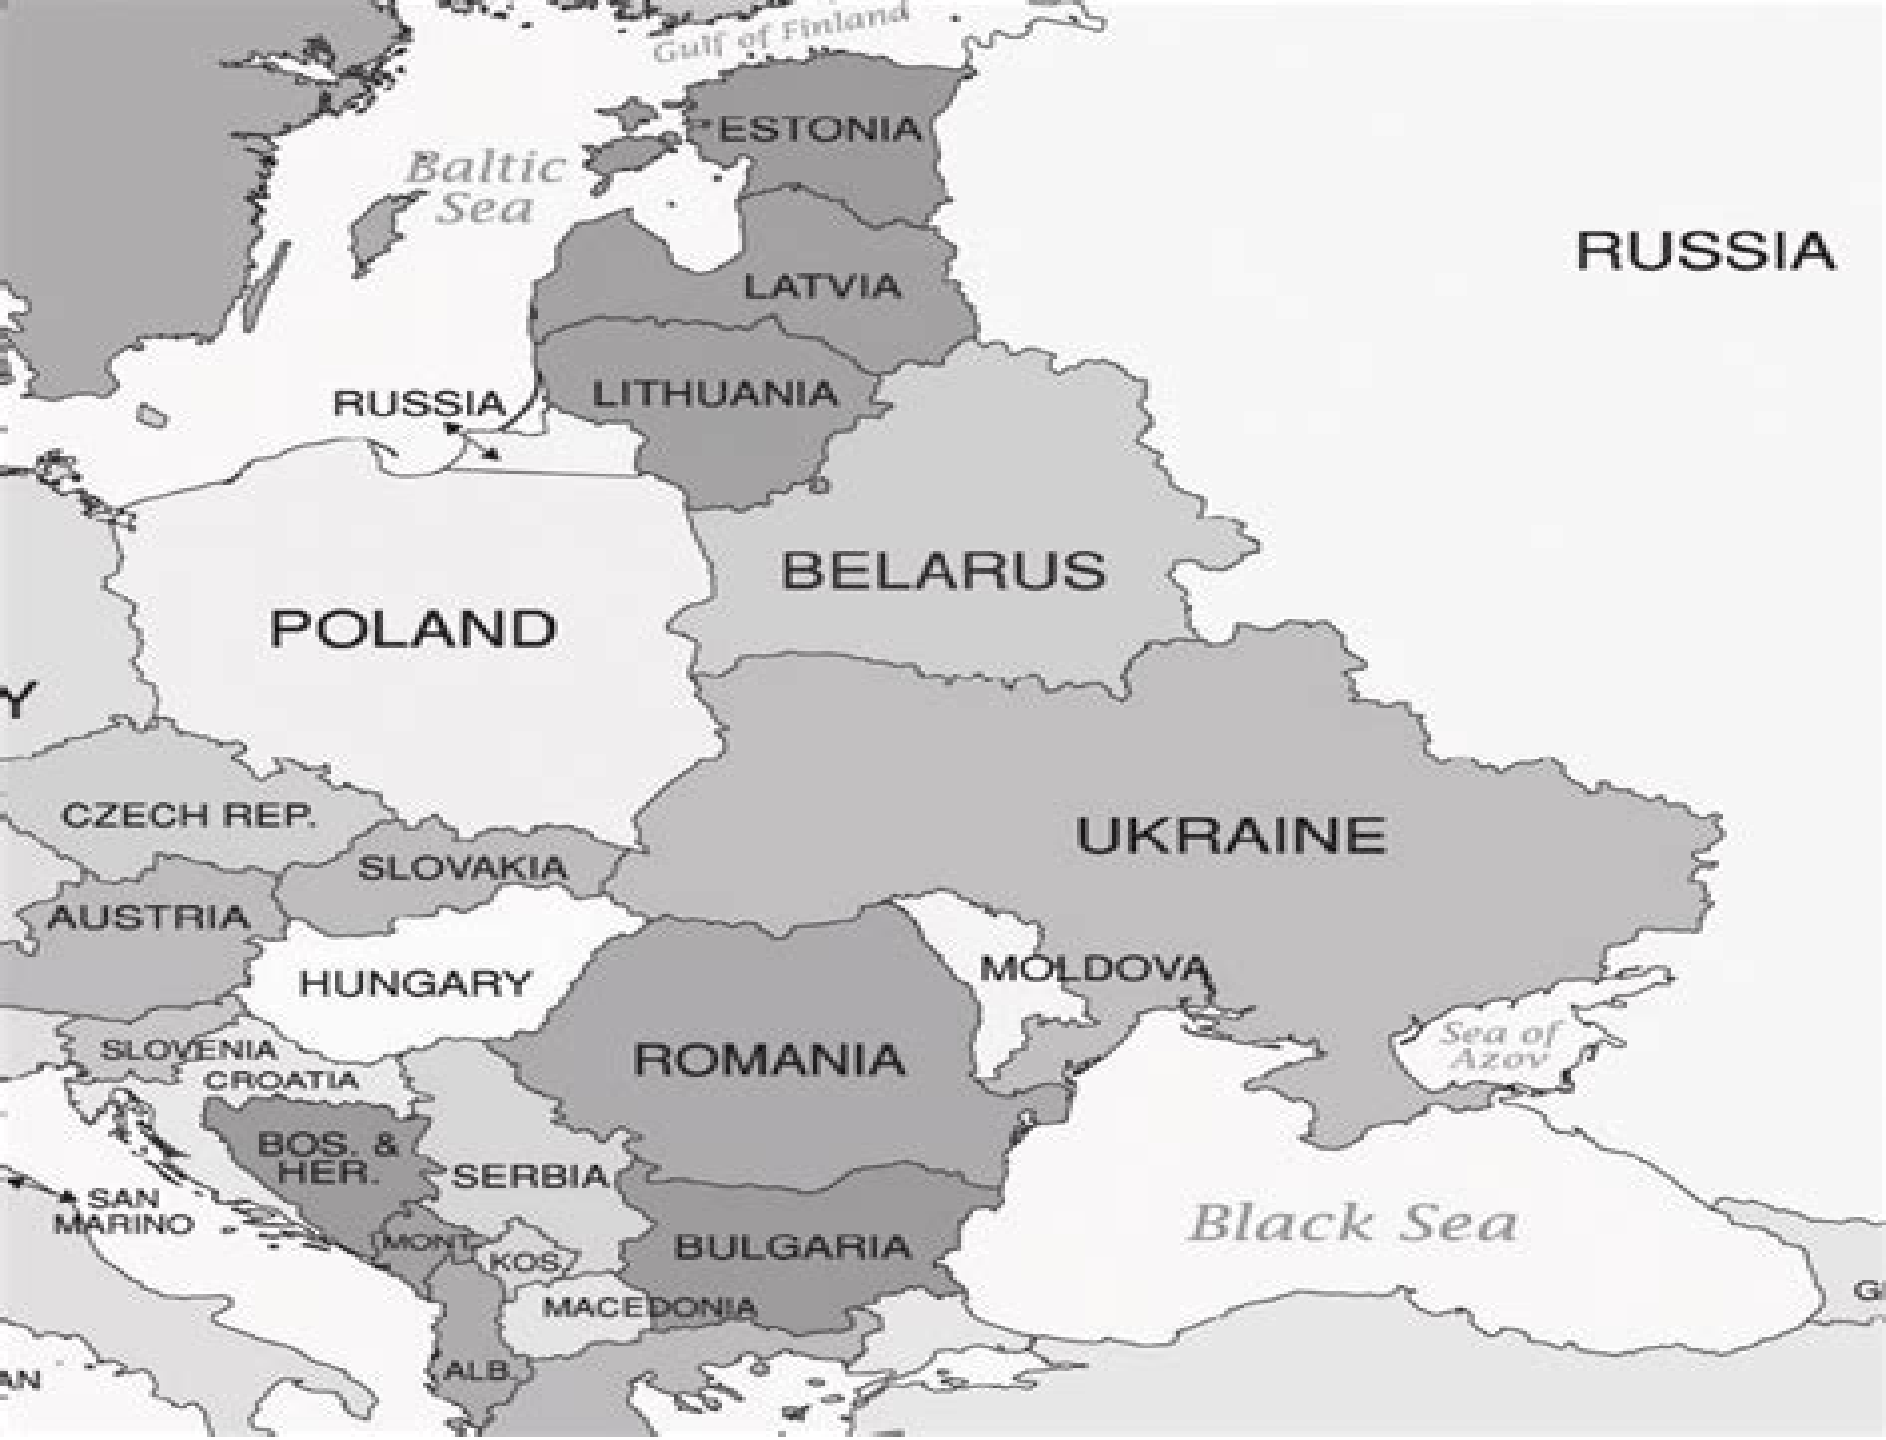 Gulf of Finland
ESTONIA
Baltic
Sea
RUSSIA
LATVIA
LITHUANIA
RUSSIA
BELARUS
POLAND
Y
CZECH REP.
UKRAINE
SLOVAKIA
AUSTRIA
MOLDOVA
HUNGARY
Sea of
Azov
SLOVENIA
ROMANIA
CROATIA
BOS. &
HER.
SERBIA
SAN
MARINO
Black Sea
MONT.
BULGARIA
KOS.
G
MACEDONIA
ALB.
AN